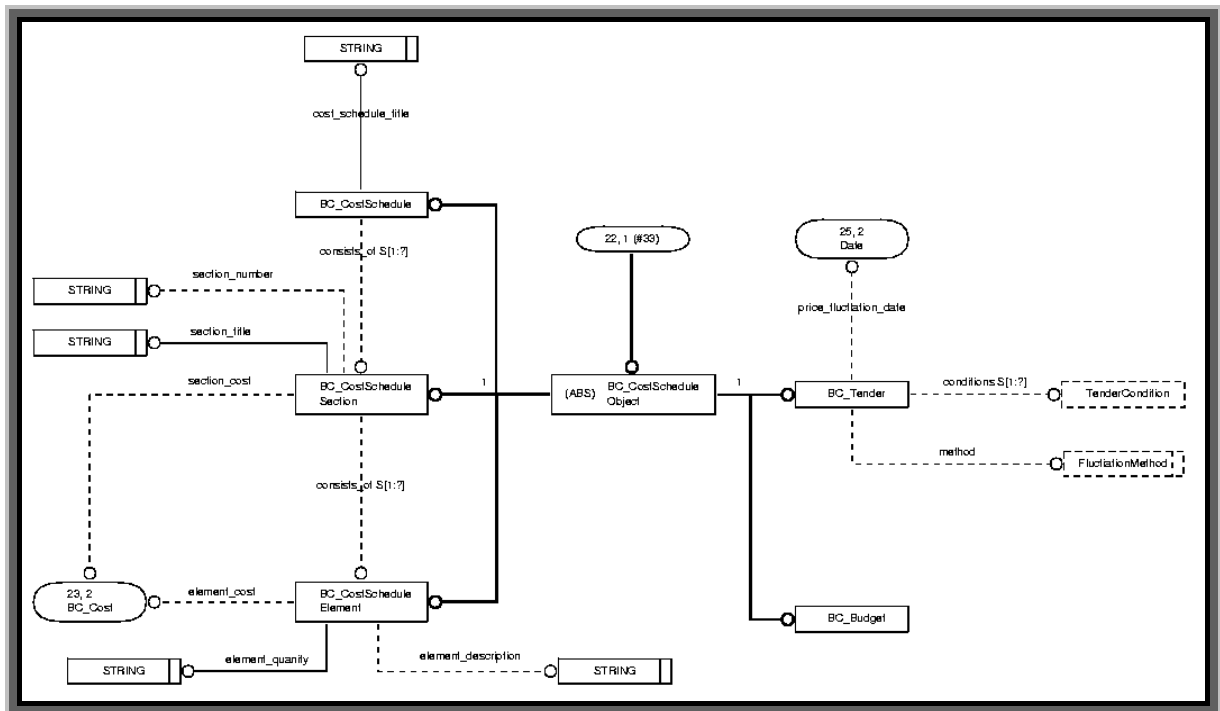 STRING
cost_schedule_title
BC_CostSchedule
consists_of S[1:?]
22, 1 (#33)
25, 2
Date
section_number
STRING
price_fluctiation_date
section_title
STRING
section_cost
BC_CostSchedule
Section
1
(ABS) BC_CostSchedule
Object
1
BC_Tender
conditions S[1:?]
TenderCondition
method
FluctiationMethod
consists_of S[1:?]
23, 2
BC_Cost
element_cost
BC_CostSchedule
Element
BC_Budget
element_quanity
STRING
element_description
STRING